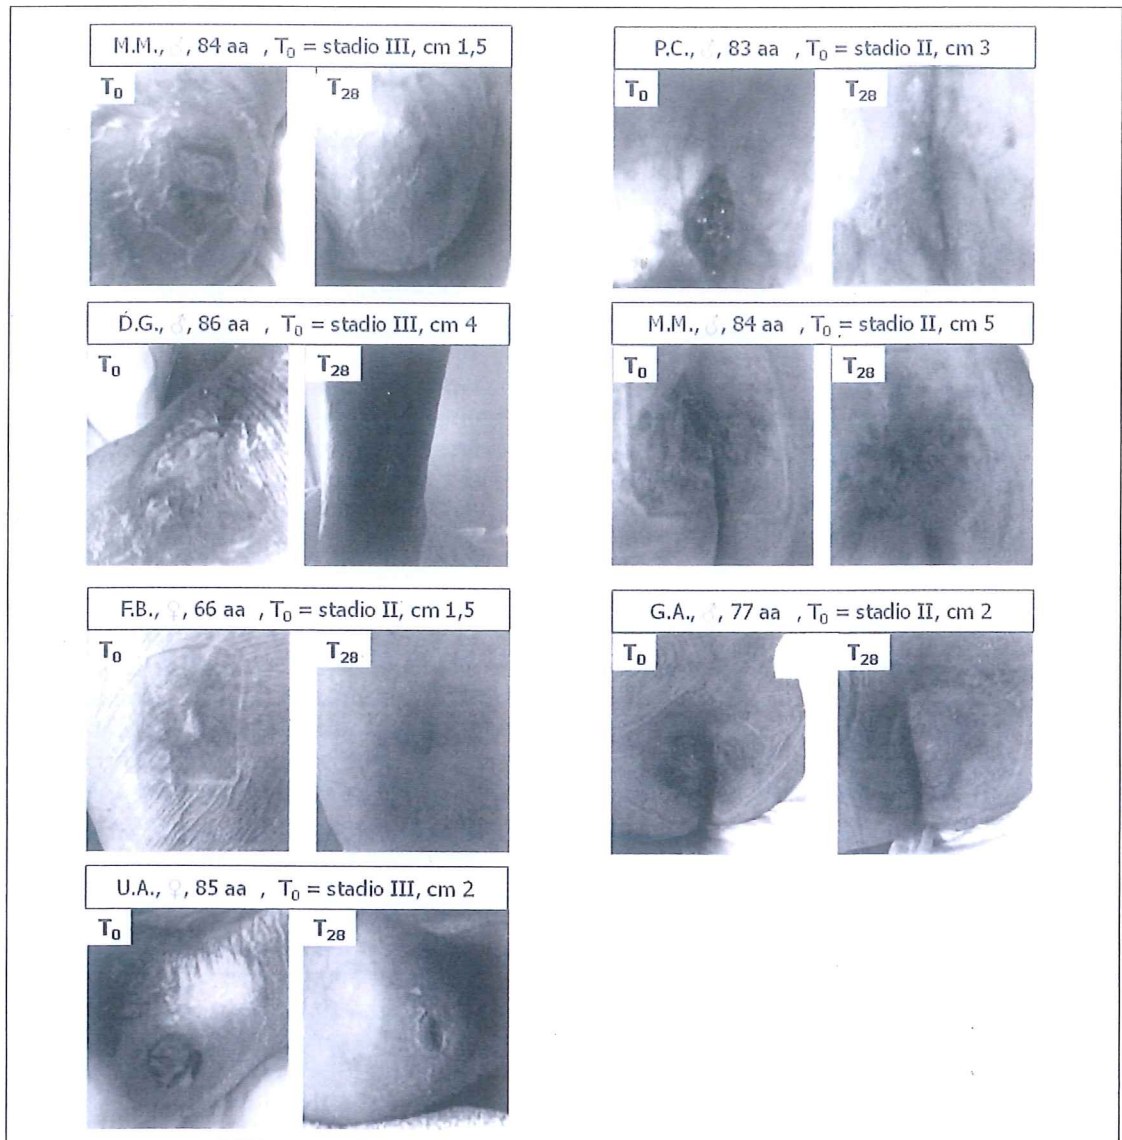 M.M., ♂, 84 aa , T₀ = stadio III, cm 1,5
T₀
T₂₈
P.C., ♂, 83 aa , T₀ = stadio II, cm 3
T₀
T₂₈
D.G., ♂, 86 aa , T₀ = stadio III, cm 4
T₀
T₂₈
M.M., ♂, 84 aa , T₀ = stadio II, cm 5
T₀
T₂₈
F.B., ♀, 66 aa , T₀ = stadio II, cm 1,5
T₀
T₂₈
G.A., ♂, 77 aa , T₀ = stadio II, cm 2
T₀
T₂₈
U.A., ♀, 85 aa , T₀ = stadio III, cm 2
T₀
T₂₈